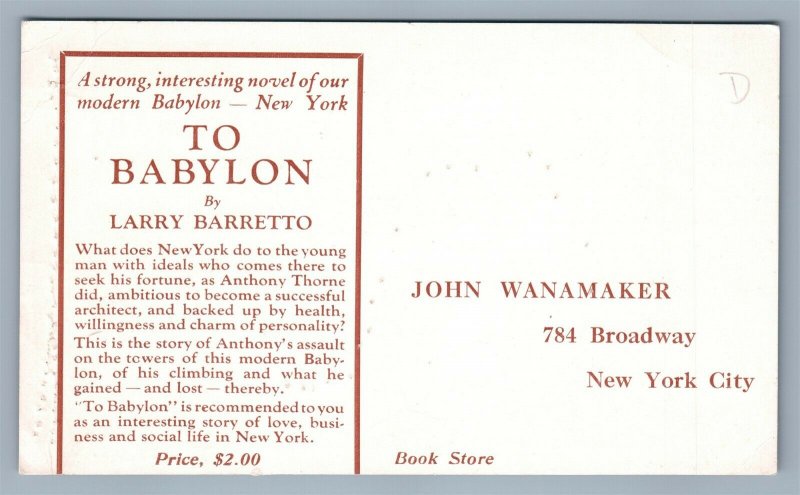 A strong, interesting novel of our
modern Babylon — New York
TO
BABYLON
By
LARRY BARRETTO
What does New York do to the young
man with ideals who comes there to
seek his fortune, as Anthony Thorne
did, ambitious to become a successful
architect, and backed up by health,
willingness and charm of personality?
This is the story of Anthony's assault
on the towers of this modern Baby-
lon, of his climbing and what he
gained — and lost — thereby.
"To Babylon" is recommended to you
as an interesting story of love, busi-
ness and social life in New York.
Price, $2.00
D
JOHN WANAMAKER
784 Broadway
New York City
Book Store